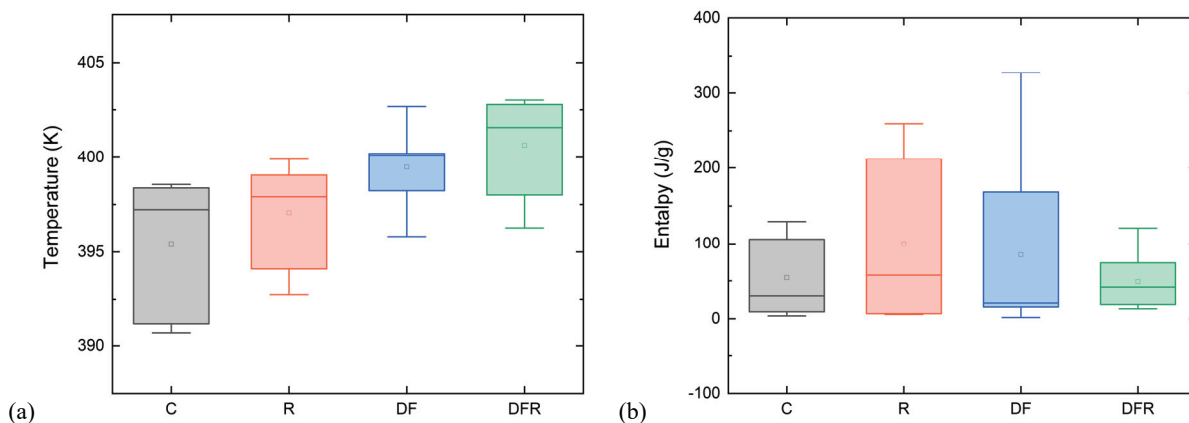 405
400
395
390
Temperature (K)
C R DF DFR
(a)
400
300
200
100
0
-100
Entalpy (J/g)
C R DF DFR
(b)